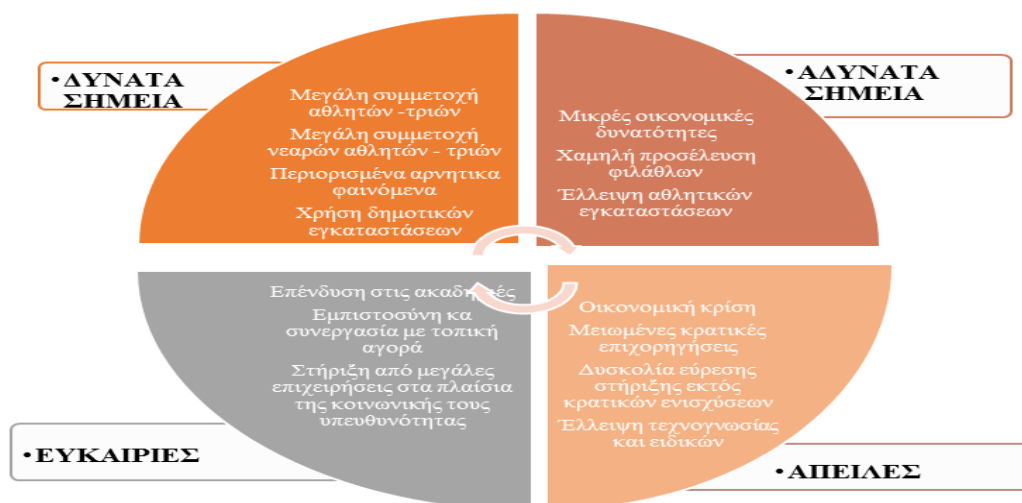 •ΔΥΝΑΤΑ
ΣΗΜΕΙΑ
Μεγάλη συμμετοχή
αθλητών -τριών
Μεγάλη συμμετοχή
νεαρών αθλητών - τριών
Περιορισμένα αρνητικα
φαινόμενα
Χρήση δημοτικών
εγκαταστάσεων
•ΑΔΥΝΑΤΑ
ΣΗΜΕΙΑ
Μικρές οικονομικές
δυνατότητες
Χαμηλή προσέλευση
φιλάθλων
Έλλειψη αθλητικών
εγκαταστάσεων
Επένδυση στις ακαδημίες
Εμπιστοσύνη κα
συνεργασία με τοπική
αγορά
Στήριξη από μεγάλες
επιχειρήσεις στα πλαίσια
της κοινωνικής τους
υπευθυνότητας
•ΕΥΚΑΙΡΙΕΣ
Οικονομική κρίση
Μειωμένες κρατικές
επιχορηγήσεις
Δυσκολία εύρεσης
στήριξης εκτός
κρατικών ενισχύσεων
Έλλειψη τεχνογνωσίας
και ειδικών
•ΑΠΕΙΛΕΣ